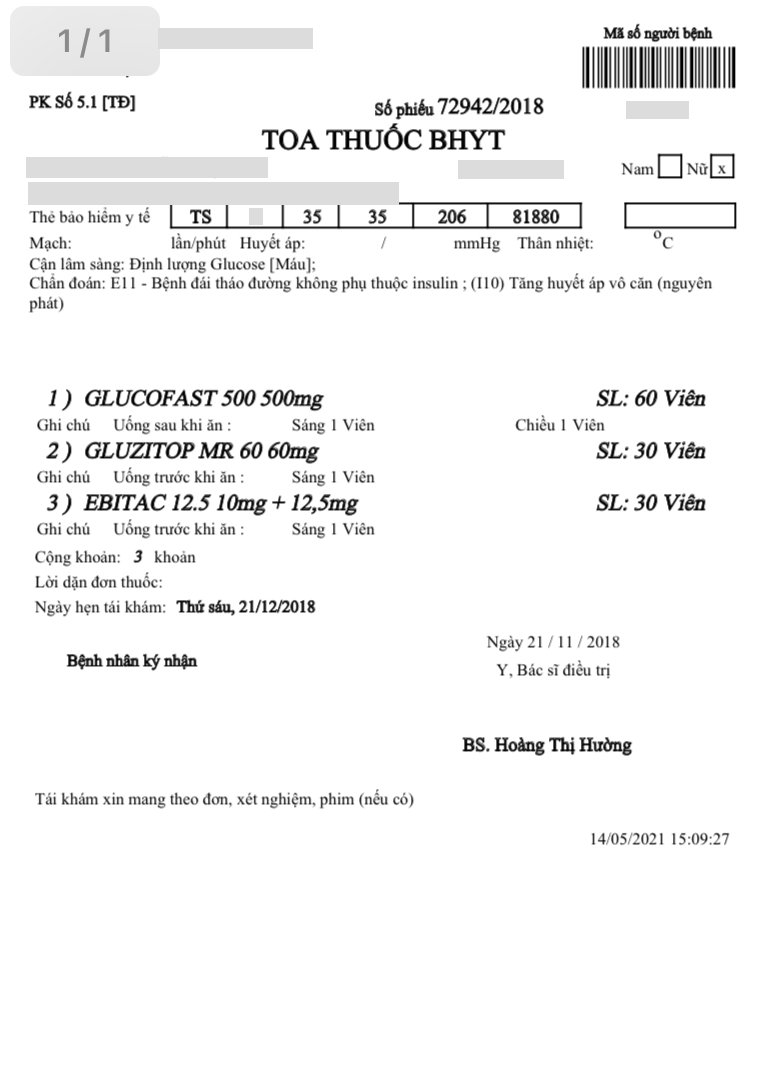 1/1
Mã số người bệnh
PK Số 5.1 [TĐ]
Số phiếu 72942/2018
TOA THUỐC BHYT
Nam Nữ x
Thẻ bảo hiểm y tế TS 35 35 206 81880
Mạch: lần/phút Huyết áp: / mmHg Thân nhiệt: °C
Cận lâm sàng: Định lượng Glucose [Máu];
Chẩn đoán: E11 - Bệnh đái tháo đường không phụ thuộc insulin ; (I10) Tăng huyết áp vô căn (nguyên
phát)
1 ) GLUCOFAST 500 500mg SL: 60 Viên
Ghi chú Uống sau khi ăn : Sáng 1 Viên Chiều 1 Viên
2 ) GLUZITOP MR 60 60mg SL: 30 Viên
Ghi chú Uống trước khi ăn : Sáng 1 Viên
3 ) EBITAC 12.5 10mg + 12,5mg SL: 30 Viên
Ghi chú Uống trước khi ăn : Sáng 1 Viên
Cộng khoản: 3 khoản
Lời dặn đơn thuốc:
Ngày hẹn tái khám: Thứ sáu, 21/12/2018
Ngày 21 / 11 / 2018
Bệnh nhân ký nhận
Y, Bác sĩ điều trị
BS. Hoàng Thị Hường
Tái khám xin mang theo đơn, xét nghiệm, phim (nếu có)
14/05/2021 15:09:27